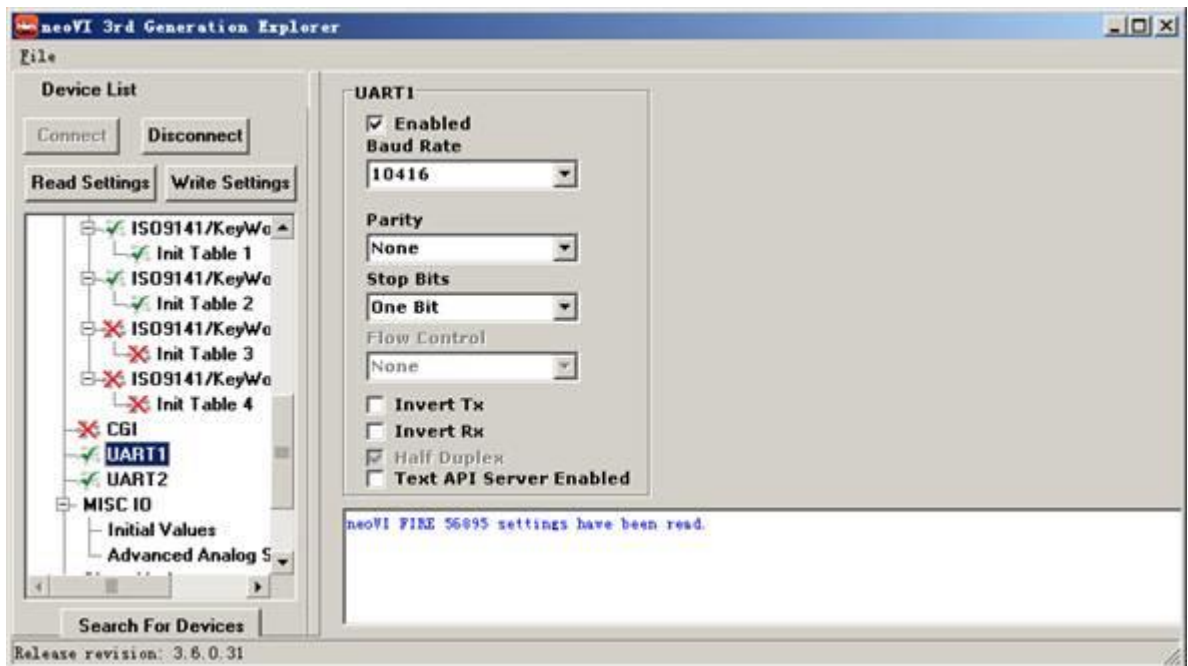 neoVI 3rd Generation Explorer
File
Device List
Connect
Disconnect
Read Settings
Write Settings
ISO9141/KeyWo
Init Table 1
ISO9141/KeyWo
Init Table 2
ISO9141/KeyWo
Init Table 3
ISO9141/KeyWo
Init Table 4
CGI
UART1
UART2
MISC IO
Initial Values
Advanced Analog S
Search For Devices
UART1
Enabled
Baud Rate
10416
Parity
None
Stop Bits
One Bit
Flow Control
None
Invert Tx
Invert Rx
Half Duplex
Text API Server Enabled
neoVI FIRE 56895 settings have been read.
Release revision: 3.6.0.31